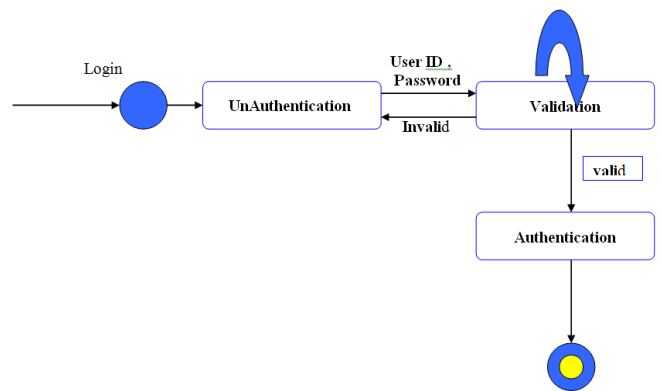 Login
User ID ,
Password
UnAuthentication
Validation
Invalid
valid
Authentication